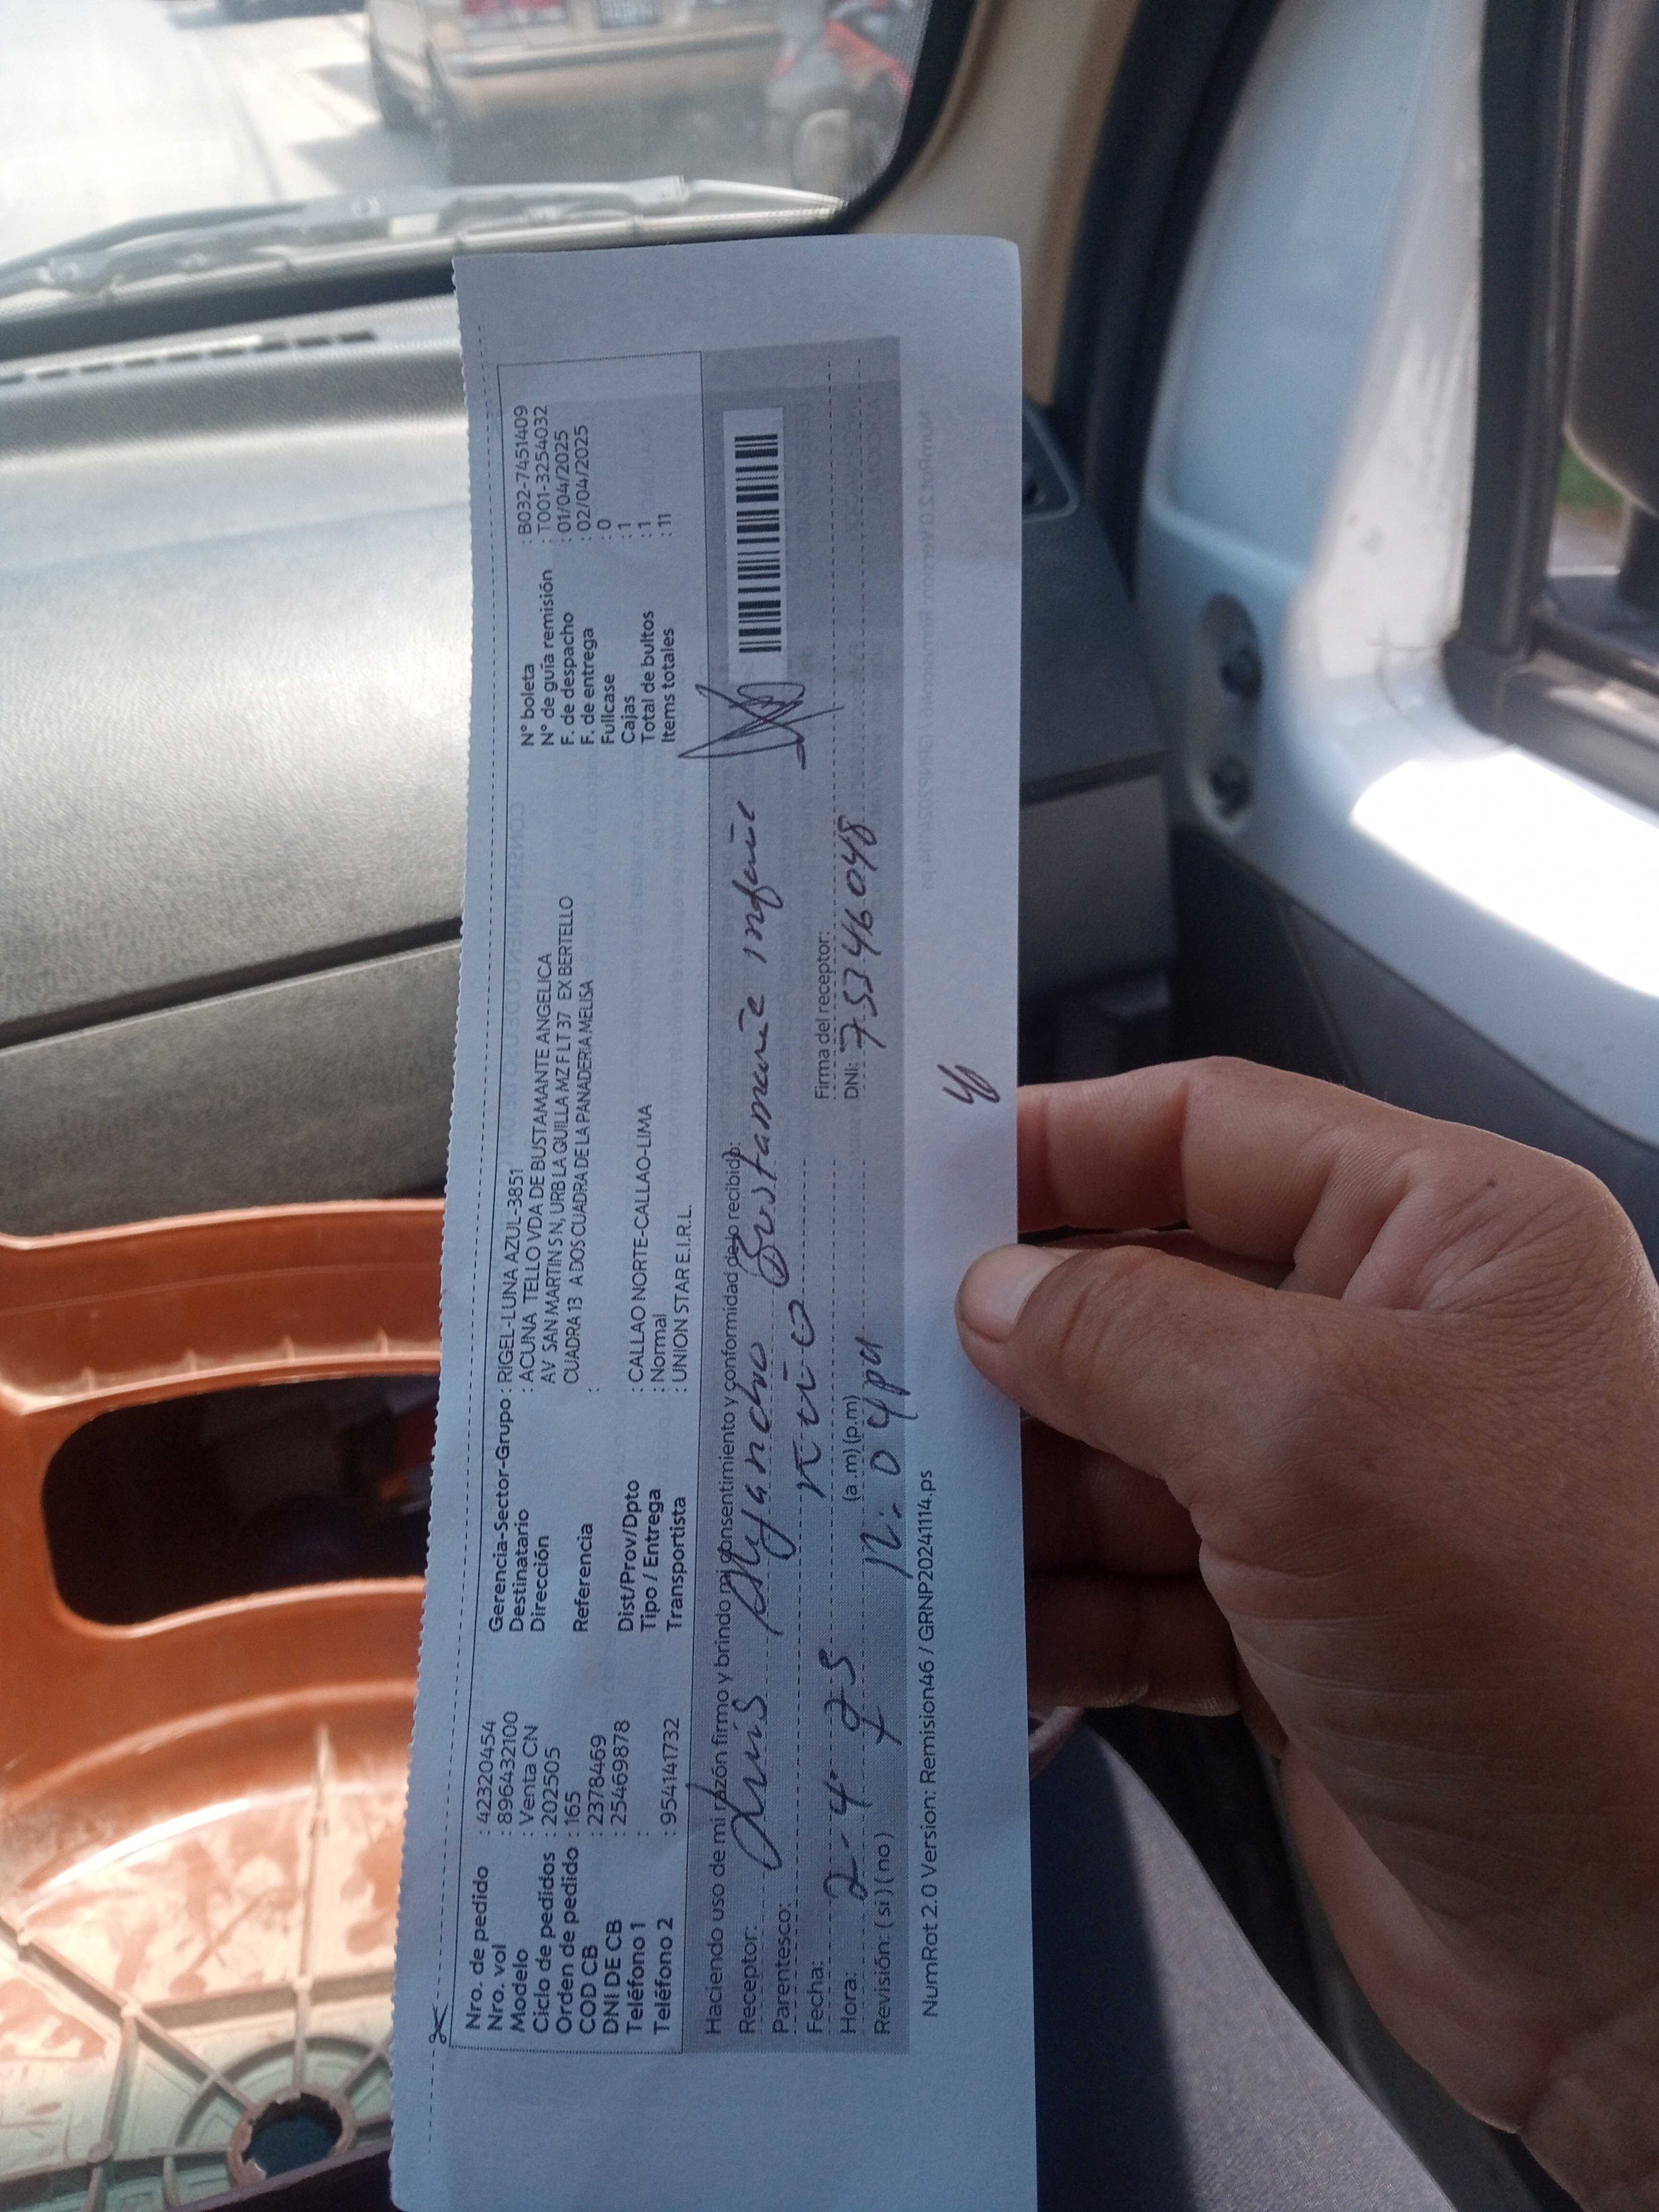 Nro. de pedido : 42320454
Nro. vol : 896432100
Modelo : Venta CN
Ciclo de pedidos : 202505
Orden de pedido : 165
COD CB : 2378469
DNI DE CB : 25469878
Teléfono 1 :
Teléfono 2 : 954141732
Gerencia-Sector-Grupo : RIGEL-LUNA AZUL-3851
Destinatario : ACUNA TELLO VDA DE BUSTAMANTE ANGELICA
Dirección AV SAN MARTIN S N, URB LA QUILLA MZ F LT 37 EX BERTELLO
CUADRA 13 A DOS CUADRA DE LA PANADERIA MELISA
Referencia :
Dist/Prov/Dpto : CALLAO NORTE-CALLAO-LIMA
Tipo / Entrega : Normal
Transportista : UNION STAR E.I.R.L.
N° boleta : B032-7451409
N° de guía remisión : T001-3254032
F. de despacho : 01/04/2025
F. de entrega : 02/04/2025
Fullcase : 0
Cajas : 1
Total de bultos : 1
Items totales : 11
Haciendo uso de mi razón firmo y brindo mi consentimiento y conformidad de lo recibido:
Receptor: Luis Alyandro Bustamante
Parentesco:
Firma del receptor:
Fecha: 2-4-25
DNI: 75346048
Hora: 12:04pm (a.m) (p.m)
Revisión: ( si ) ( no )
NumRot 2.0 Version: Remision46 / GRNP20241114.ps